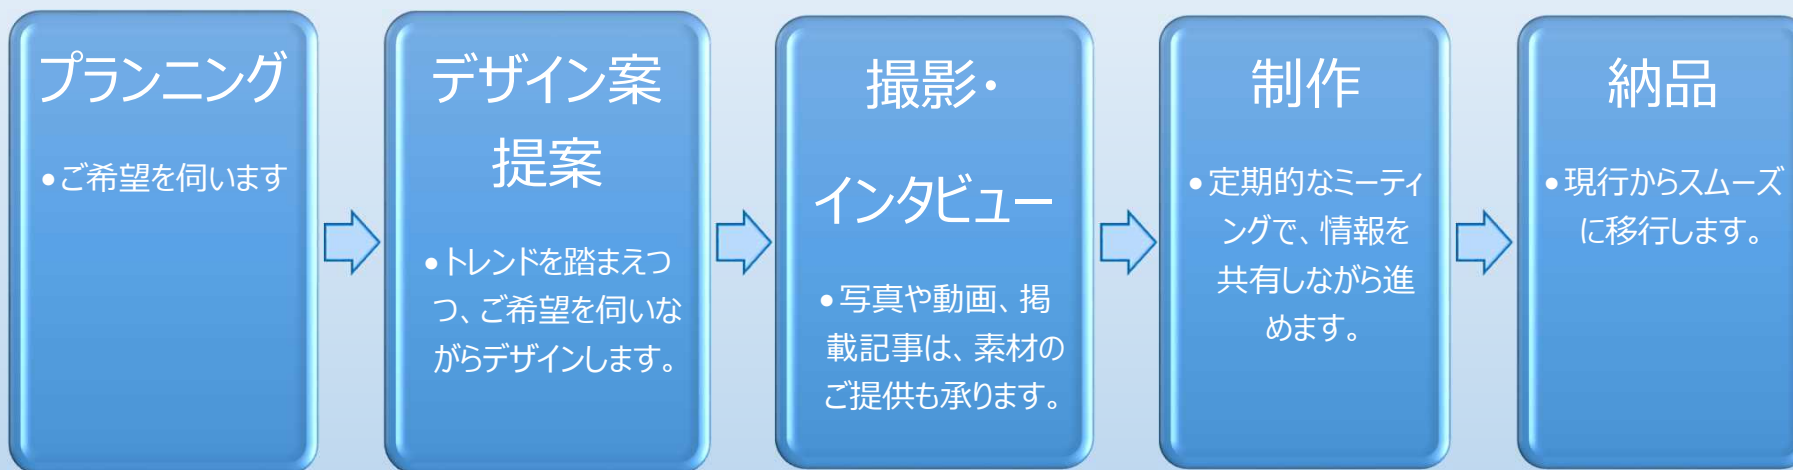 プランニング
•ご希望を伺います
デザイン案
提案
•トレンドを踏まえつ
つ、ご希望を伺いな
がらデザインします。
撮影・
インタビュー
•写真や動画、掲
載記事は、素材の
ご提供も承ります。
制作
•定期的なミーティ
ングで、情報を
共有しながら進
めます。
納品
•現行からスムーズ
に移行します。